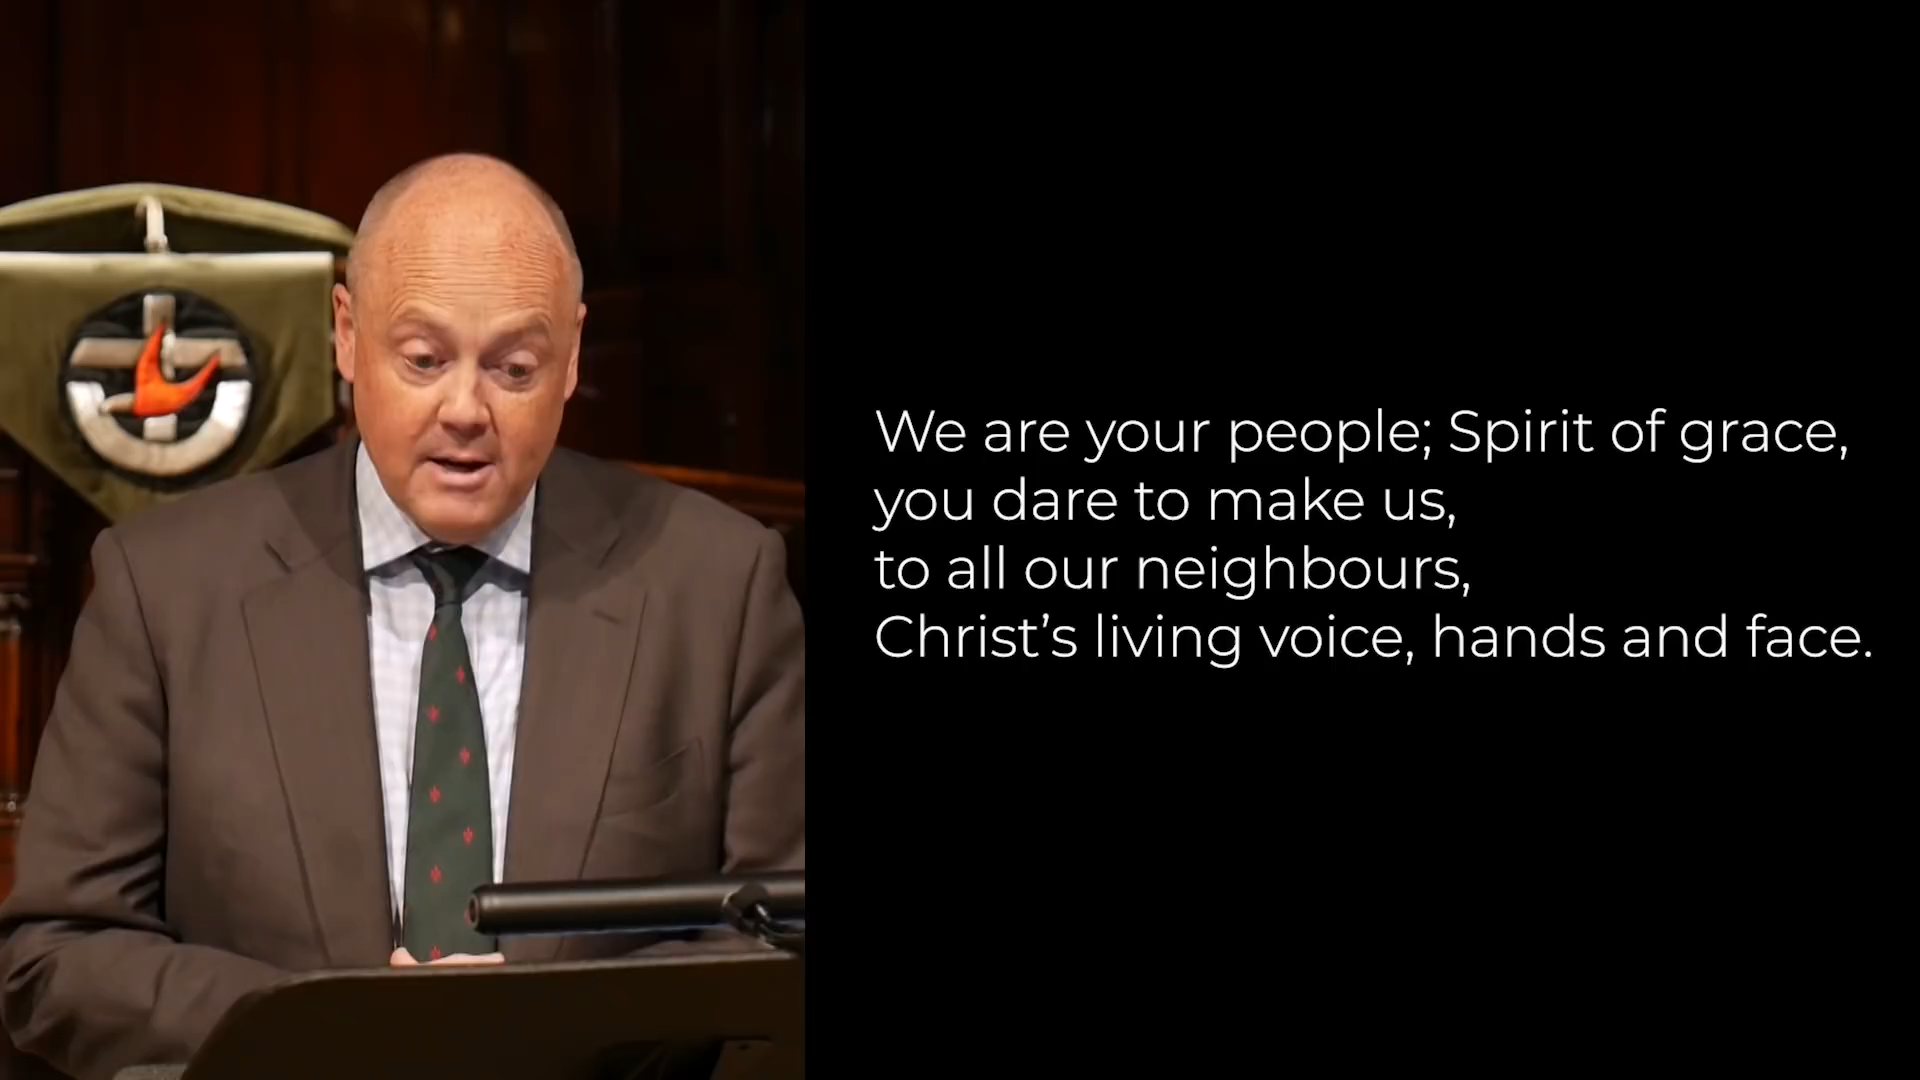 We are your people; Spirit of grace,
you dare to make us,
to all our neighbours,
Christ’s living voice, hands and face.